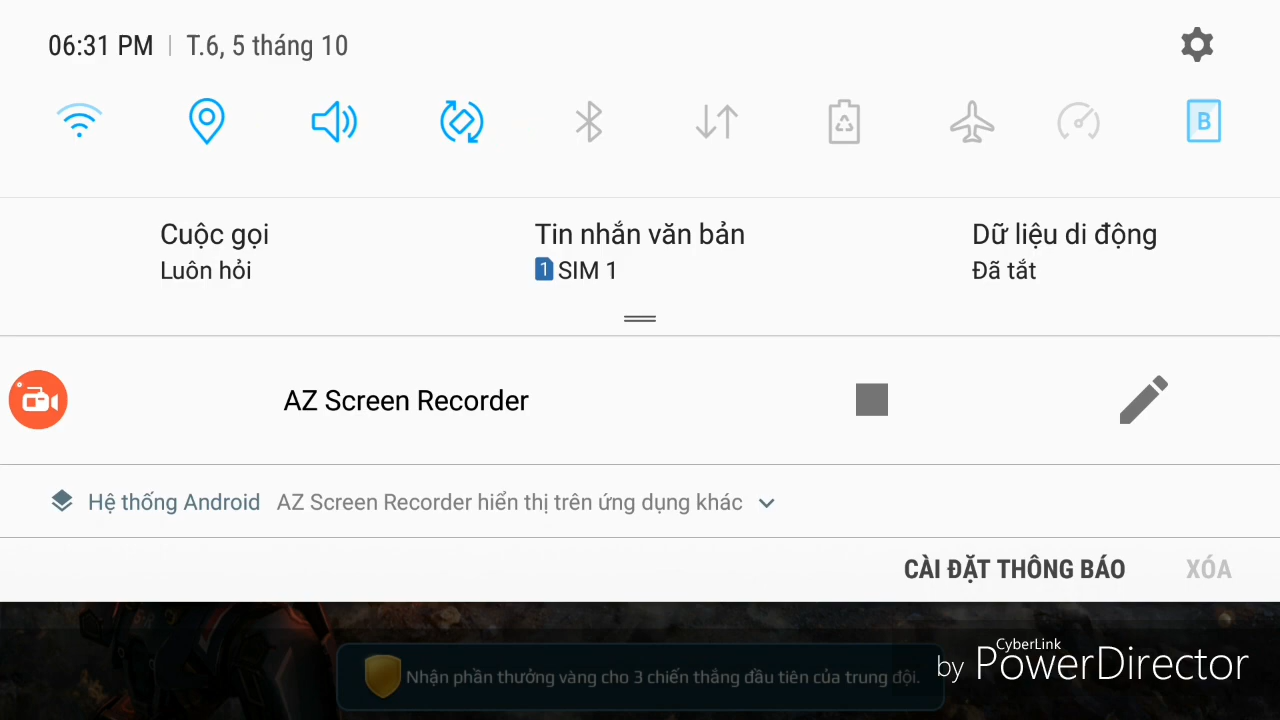 06:31 PM | T.6, 5 tháng 10
B
Cuộc gọi
Luôn hỏi
Tin nhắn văn bản
1 SIM 1
Dữ liệu di động
Đã tắt
AZ Screen Recorder
Hệ thống Android AZ Screen Recorder hiển thị trên ứng dụng khác
CÀI ĐẶT THÔNG BÁO XÓA
Nhận phần thưởng vàng cho 3 chiến thắng đầu tiên của trung đội.
CyberLink
by PowerDirector